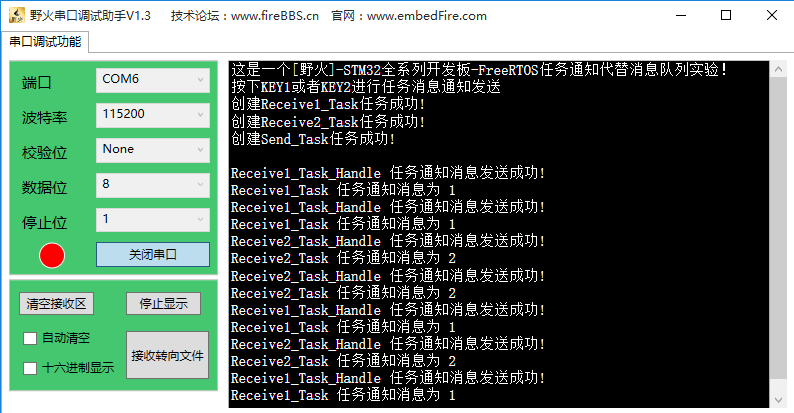 野火串口调试助手V1.3 技术论坛：www.fireBBS.cn 官网：www.embedFire.com
串口调试功能
端口 COM6
波特率 115200
校验位 None
数据位 8
停止位 1
关闭串口
清空接收区 停止显示
自动清空
十六进制显示
接收转向文件
这是一个[野火]-STM32全系列开发板-FreeRTOS任务通知代替消息队列实验!
按下KEY1或者KEY2进行任务消息通知发送
创建Receive1_Task任务成功!
创建Receive2_Task任务成功!
创建Send_Task任务成功!
Receive1_Task_Handle 任务通知消息发送成功!
Receive1_Task 任务通知消息为 1
Receive1_Task_Handle 任务通知消息发送成功!
Receive1_Task 任务通知消息为 1
Receive2_Task_Handle 任务通知消息发送成功!
Receive2_Task 任务通知消息为 2
Receive2_Task_Handle 任务通知消息发送成功!
Receive2_Task 任务通知消息为 2
Receive1_Task_Handle 任务通知消息发送成功!
Receive1_Task 任务通知消息为 1
Receive2_Task_Handle 任务通知消息发送成功!
Receive2_Task 任务通知消息为 2
Receive1_Task_Handle 任务通知消息发送成功!
Receive1_Task 任务通知消息为 1